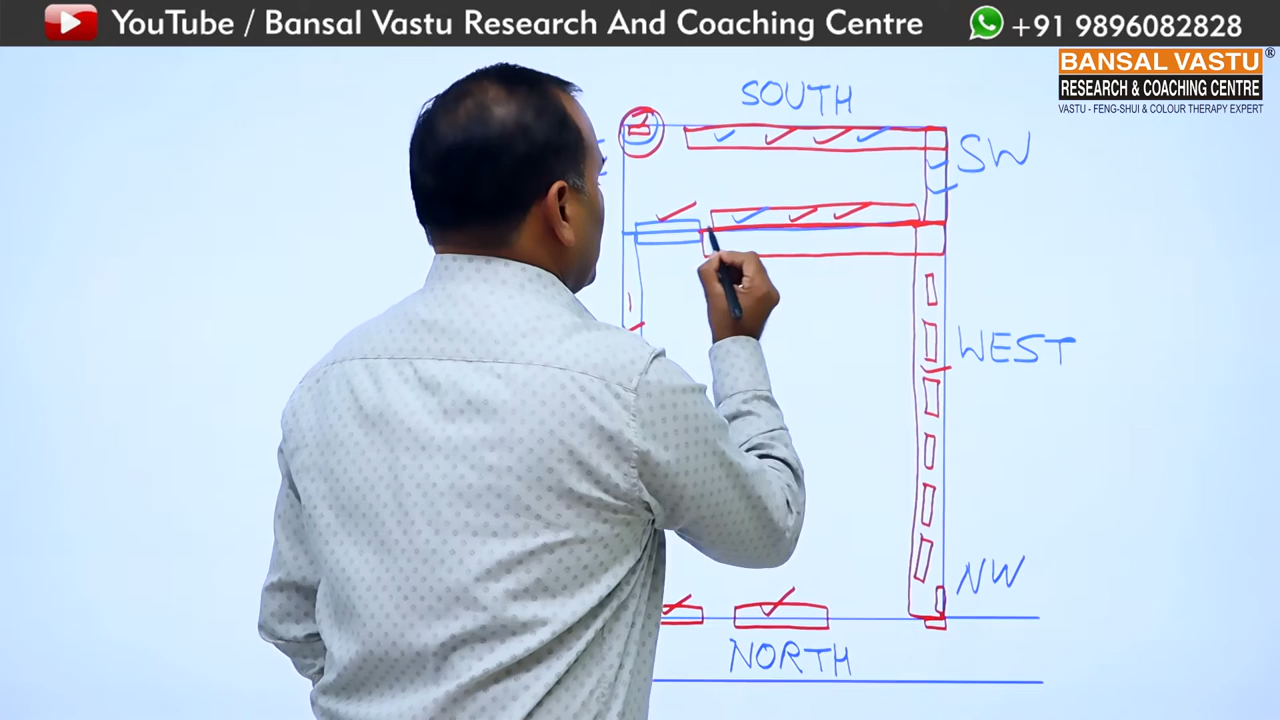 YouTube / Bansal Vastu Research And Coaching Centre
+91 9896082828
BANSAL VASTU®
RESEARCH & COACHING CENTRE
VASTU - FENG-SHUI & COLOUR THERAPY EXPERT
SOUTH
SW
WEST
NW
NORTH